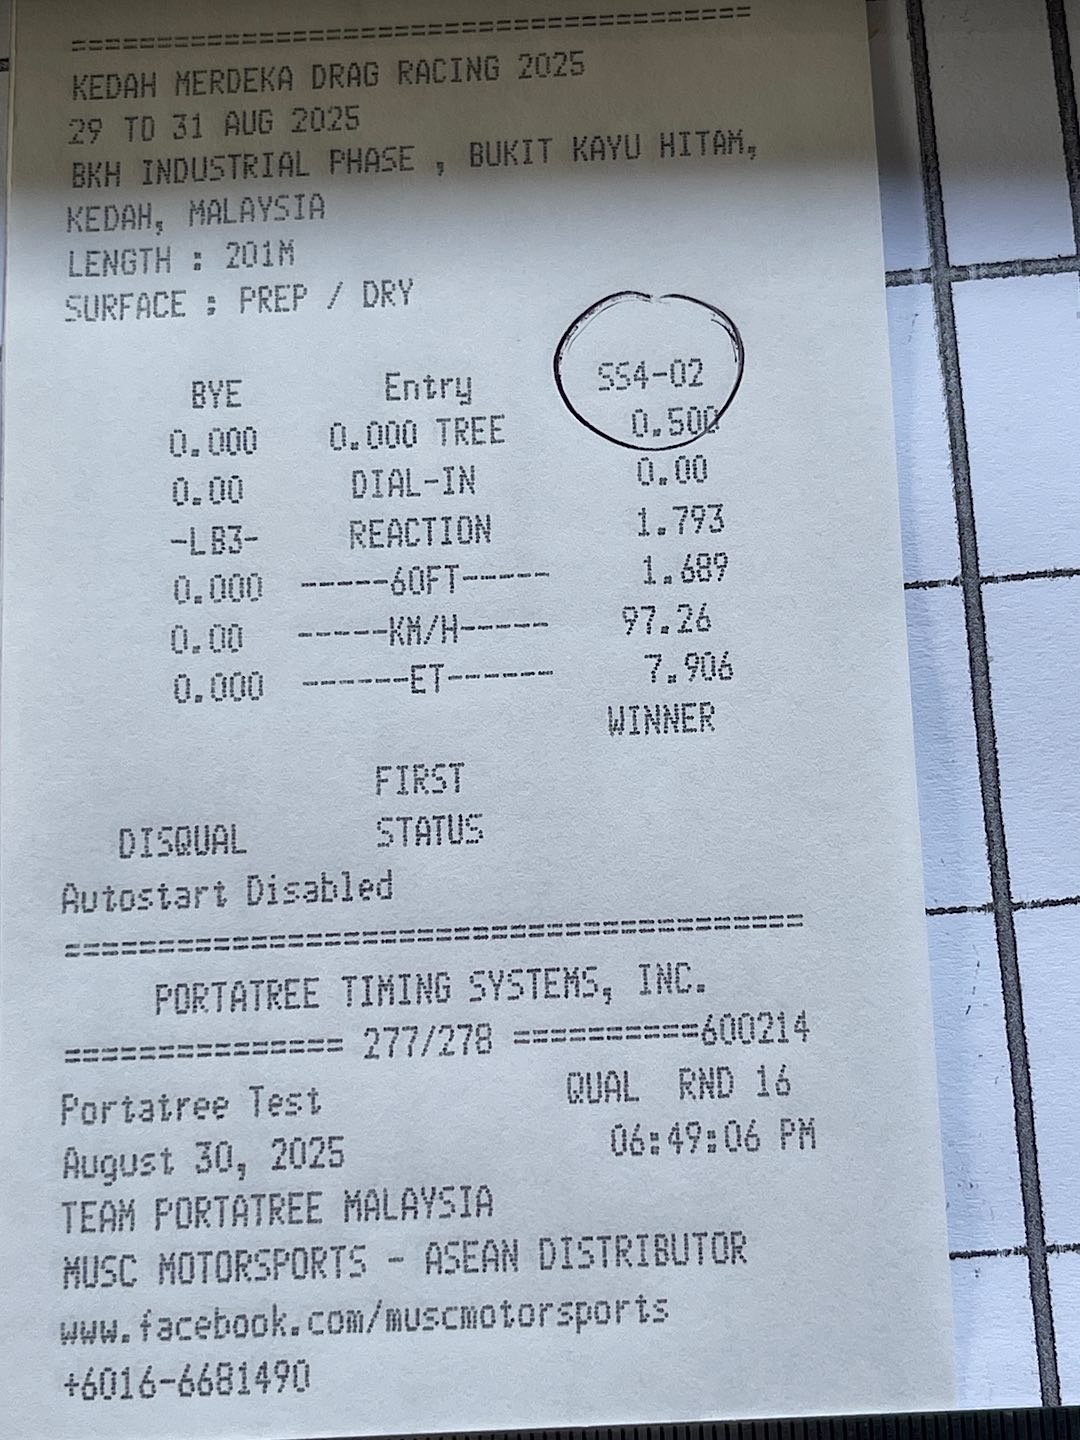 =====================================
KEDAH MERDEKA DRAG RACING 2025
29 TO 31 AUG 2025
BKH INDUSTRIAL PHASE , BUKIT KAYU HITAM,
KEDAH, MALAYSIA
LENGTH : 201M
SURFACE : PREP / DRY
BYE Entry SS4-02
0.000 0.000 TREE 0.500
0.00 DIAL-IN 0.00
-LB3- REACTION 1.793
0.000 -----60FT----- 1.689
0.00 -----KM/H----- 97.26
0.000 ------ET------ 7.906
WINNER
FIRST
DISQUAL STATUS
Autostart Disabled
========================================
PORTATREE TIMING SYSTEMS, INC.
=============== 277/278 ==========600214
Portatree Test QUAL RND 16
August 30, 2025 06:49:06 PM
TEAM PORTATREE MALAYSIA
MUSC MOTORSPORTS - ASEAN DISTRIBUTOR
www.facebook.com/muscmotorsports
+6016-6681490